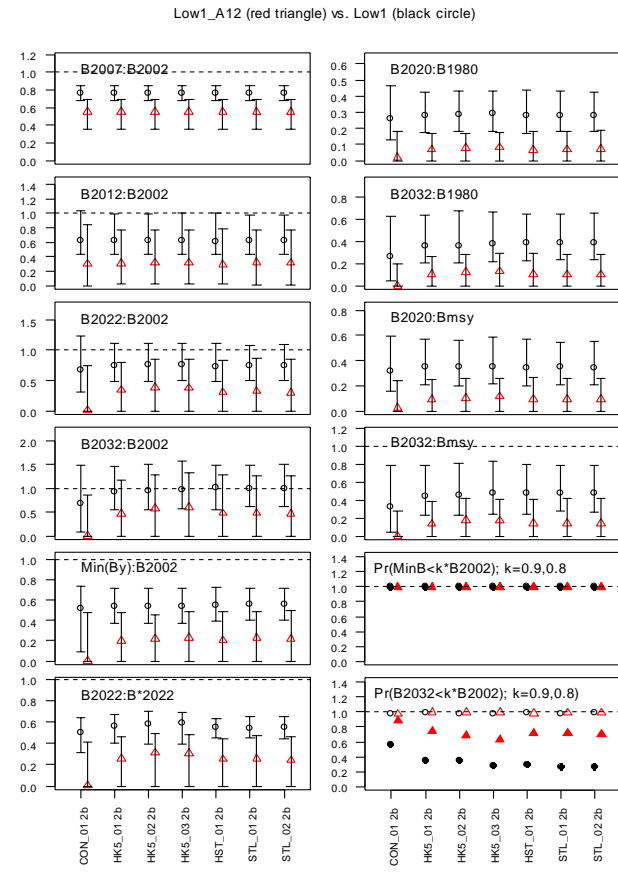 Low1_A12 (red triangle) vs. Low1 (black circle)
B2007:B2002
1.2
1.0
0.8
0.6
0.4
0.2
0.0
B2020:B1980
0.6
0.5
0.4
0.3
0.2
0.1
0.0
B2012:B2002
1.4
1.2
1.0
0.8
0.6
0.4
0.2
0.0
B2032:B1980
0.8
0.6
0.4
0.2
0.0
B2022:B2002
1.5
1.0
0.5
0.0
B2020:Bmsy
0.8
0.6
0.4
0.2
0.0
B2032:B2002
2.0
1.5
1.0
0.5
0.0
B2032:Bmsy
1.2
1.0
0.8
0.6
0.4
0.2
0.0
Min(By):B2002
1.0
0.8
0.6
0.4
0.2
0.0
Pr(MinB<k*B2002); k=0.9,0.8
1.4
1.2
1.0
0.8
0.6
0.4
0.2
0.0
B2022:B*2022
1.0
0.8
0.6
0.4
0.2
0.0
Pr(B2032<k*B2002); k=0.9,0.8)
1.4
1.2
1.0
0.8
0.6
0.4
0.2
0.0
CON_01 2b
HK5_01 2b
HK5_02 2b
HK5_03 2b
HST_01 2b
STL_01 2b
STL_02 2b
CON_01 2b
HK5_01 2b
HK5_02 2b
HK5_03 2b
HST_01 2b
STL_01 2b
STL_02 2b